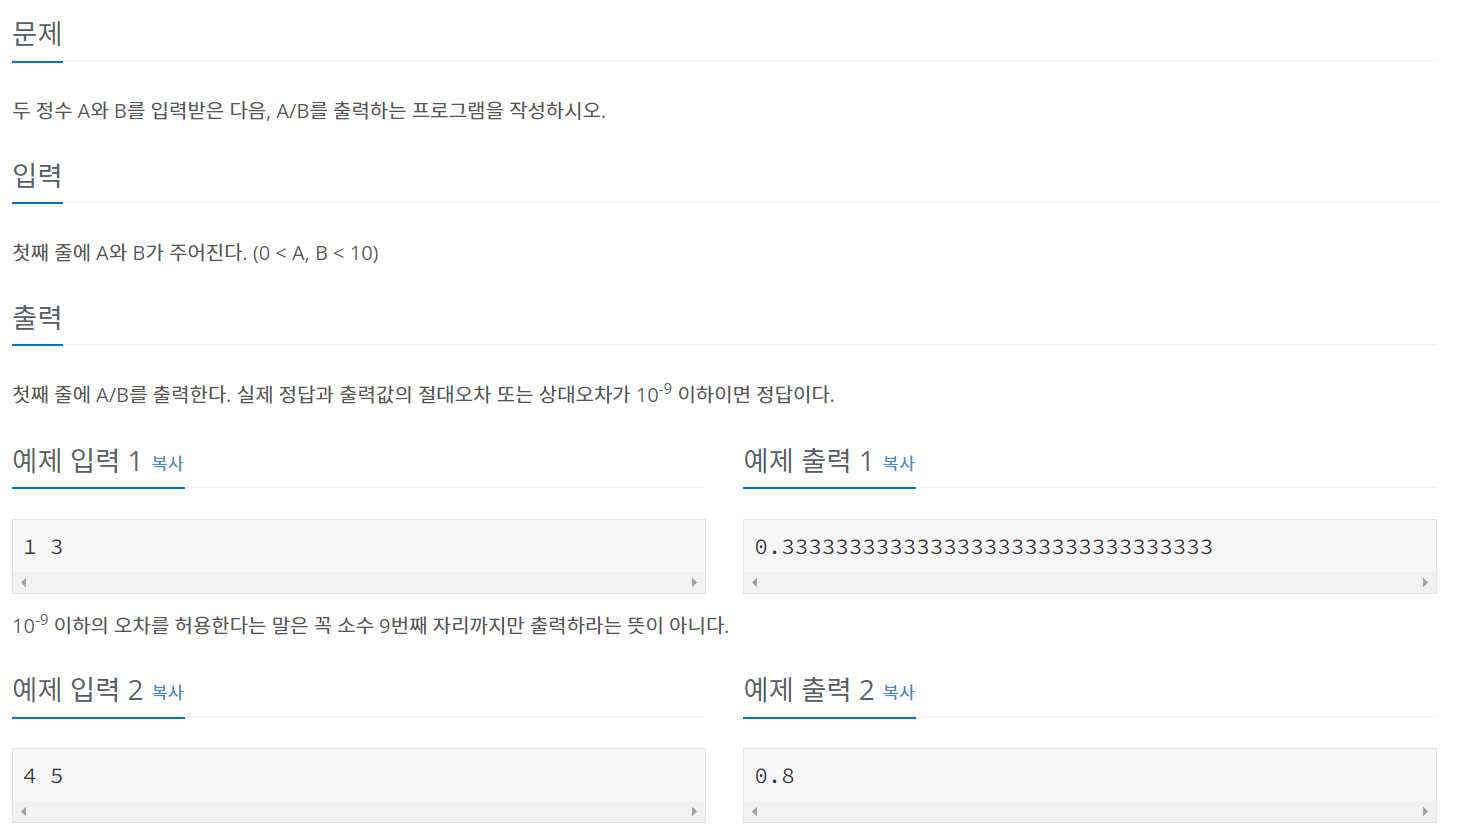 문제
두 정수 A와 B를 입력받은 다음, A/B를 출력하는 프로그램을 작성하시오.
입력
첫째 줄에 A와 B가 주어진다. (0 < A, B < 10)
출력
첫째 줄에 A/B를 출력한다. 실제 정답과 출력값의 절대오차 또는 상대오차가 10⁻⁹ 이하이면 정답이다.
예제 입력 1 복사
1 3
예제 출력 1 복사
0.33333333333333333333333333333333
10⁻⁹ 이하의 오차를 허용한다는 말은 꼭 소수 9번째 자리까지만 출력하라는 뜻이 아니다.
예제 입력 2 복사
4 5
예제 출력 2 복사
0.8